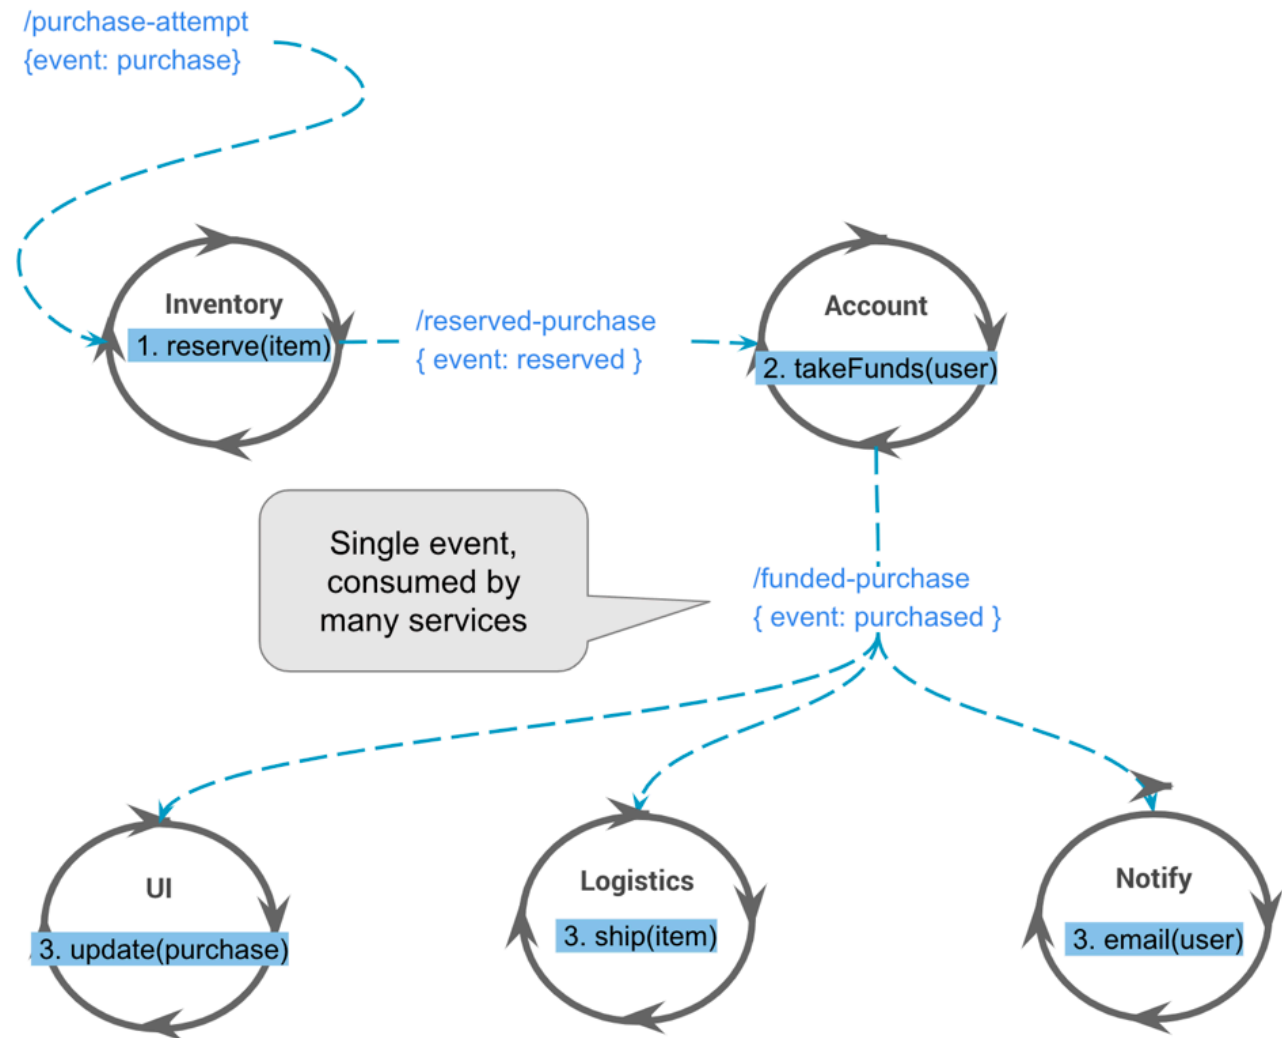 /purchase-attempt
{event: purchase}
Inventory
1. reserve(item)
/reserved-purchase
{ event: reserved }
Account
2. takeFunds(user)
Single event,
consumed by
many services
/funded-purchase
{ event: purchased }
UI
3. update(purchase)
Logistics
3. ship(item)
Notify
3. email(user)